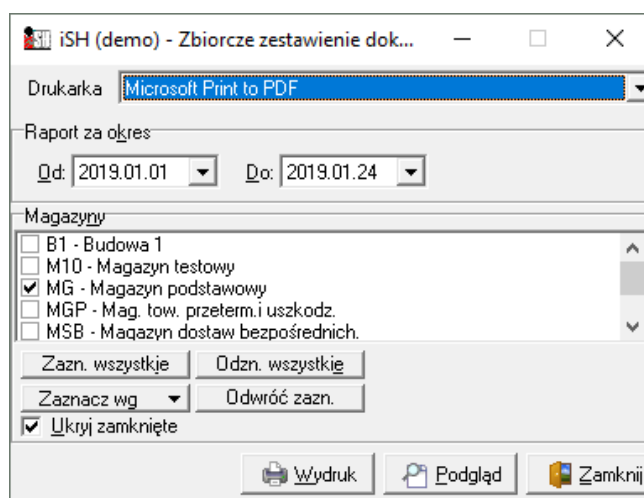 iSH (demo) - Zbiorcze zestawienie dok...
Drukarka Microsoft Print to PDF
Raport za okres
Od: 2019.01.01 Do: 2019.01.24
Magazyny
B1 - Budowa 1
M10 - Magazyn testowy
MG - Magazyn podstawowy
MGP - Mag. tow. przeterm.i uszkodz.
MSB - Magazyn dostaw bezpośrednich.
Zazn. wszystkie Odzn. wszystkie
Zaznacz wg Odwróć zazn.
Ukryj zamknięte
Wydruk Podgląd Zamknij